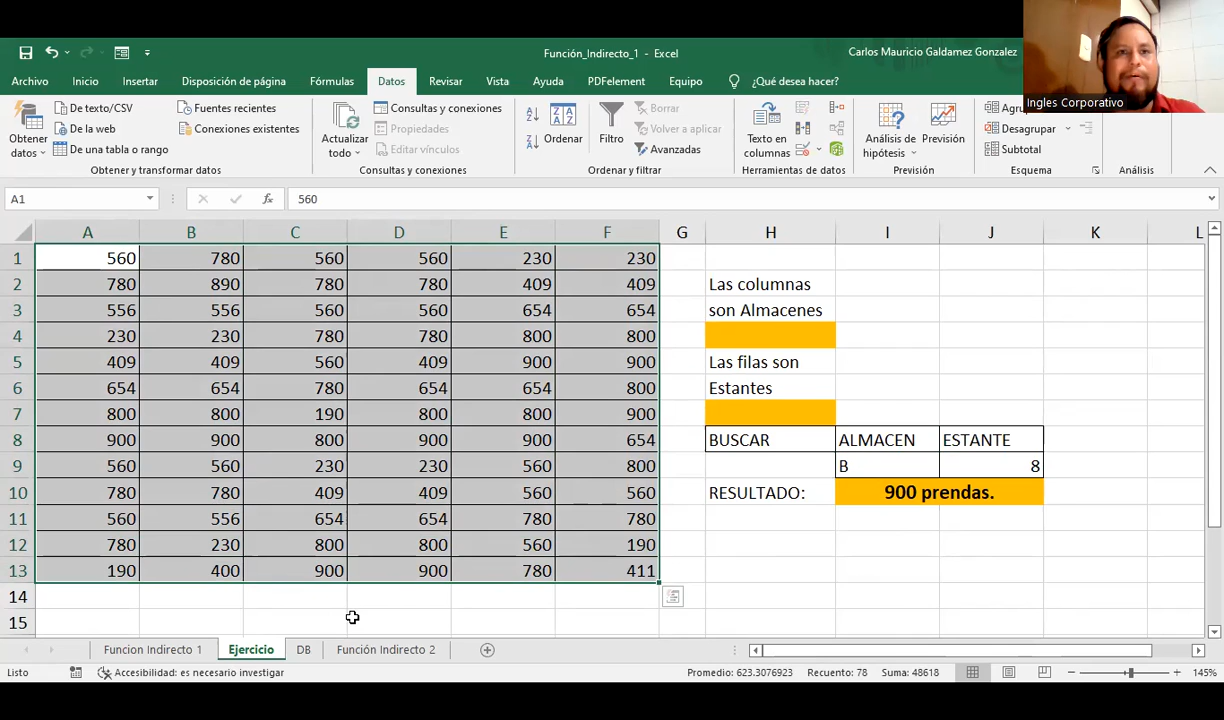 Función_Indirecto_1 - Excel
Carlos Mauricio Galdamez Gonzalez
Ingles Corporativo
Archivo Inicio Insertar Disposición de página Fórmulas Datos Revisar Vista Ayuda PDFelement Equipo ¿Qué desea hacer?
Obtener datos
De texto/CSV
De la web
De una tabla o rango
Fuentes recientes
Conexiones existentes
Obtener y transformar datos
Actualizar todo
Consultas y conexiones
Propiedades
Editar vínculos
Consultas y conexiones
Ordenar
Filtro
Borrar
Volver a aplicar
Avanzadas
Ordenar y filtrar
Texto en columnas
Herramientas de datos
Análisis de hipótesis
Previsión
Previsión
Agru
Desagrupar
Subtotal
Esquema
Análisis
A1 fx 560
A B C D E F G H I J K L
1 560 780 560 560 230 230
2 780 890 780 780 409 409 Las columnas
3 556 556 560 560 654 654 son Almacenes
4 230 230 780 780 800 800
5 409 409 560 409 900 900 Las filas son
6 654 654 780 654 654 800 Estantes
7 800 800 190 800 800 900
8 900 900 800 900 900 654 BUSCAR ALMACEN ESTANTE
9 560 560 230 230 560 800 B 8
10 780 780 409 409 560 560 RESULTADO: 900 prendas.
11 560 556 654 654 780 780
12 780 230 800 800 560 190
13 190 400 900 900 780 411
14
15
Funcion Indirecto 1 Ejercicio DB Función Indirecto 2
Listo Accesibilidad: es necesario investigar Promedio: 623.3076923 Recuento: 78 Suma: 48618 145%